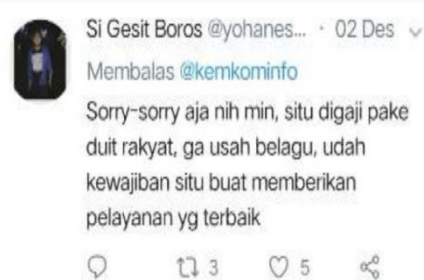 Si Gesit Boros @yohanes... · 02 Des
Membalas @kemkominfo
Sorry-sorry aja nih min, situ digaji pake
duit rakyat, ga usah belagu, udah
kewajiban situ buat memberikan
pelayanan yg terbaik
3 5